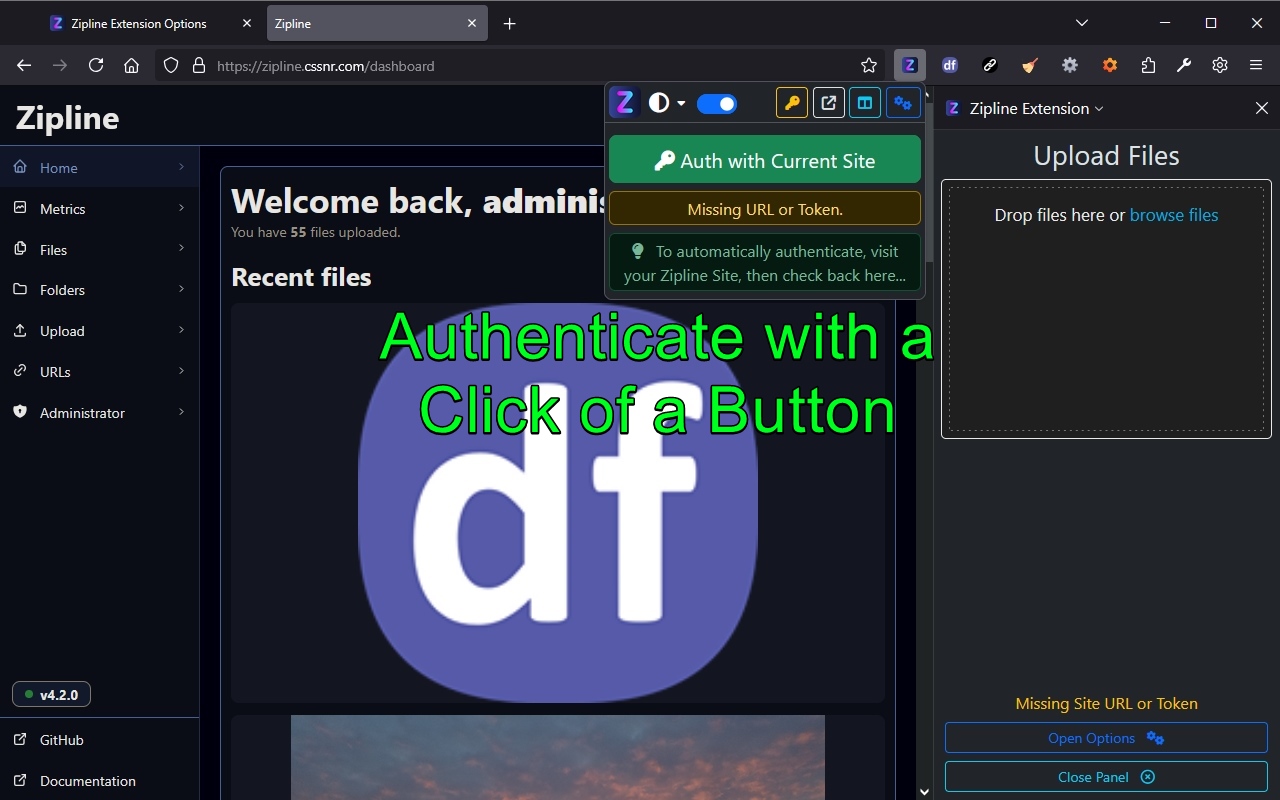 Zipline Extension Options
Zipline
https://zipline.cssnr.com/dashboard
df
Zipline
Home
Metrics
Files
Folders
Upload
URLs
Administrator
v4.2.0
GitHub
Documentation
Welcome back, adminis
You have 55 files uploaded.
Recent files
df
Auth with Current Site
Missing URL or Token.
To automatically authenticate, visit
your Zipline Site, then check back here...
Authenticate with a
Click of a Button
Zipline Extension
Upload Files
Drop files here or browse files
Missing Site URL or Token
Open Options
Close Panel